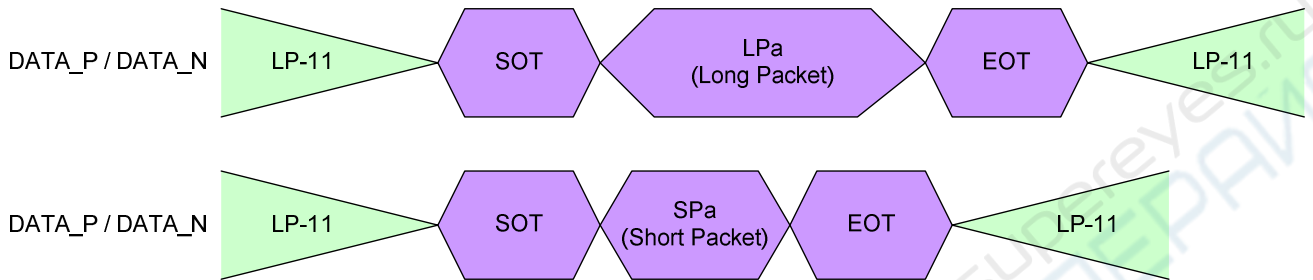 DATA_P / DATA_N
LP-11
SOT
LPa
(Long Packet)
EOT
LP-11
DATA_P / DATA_N
LP-11
SOT
SPa
(Short Packet)
EOT
LP-11